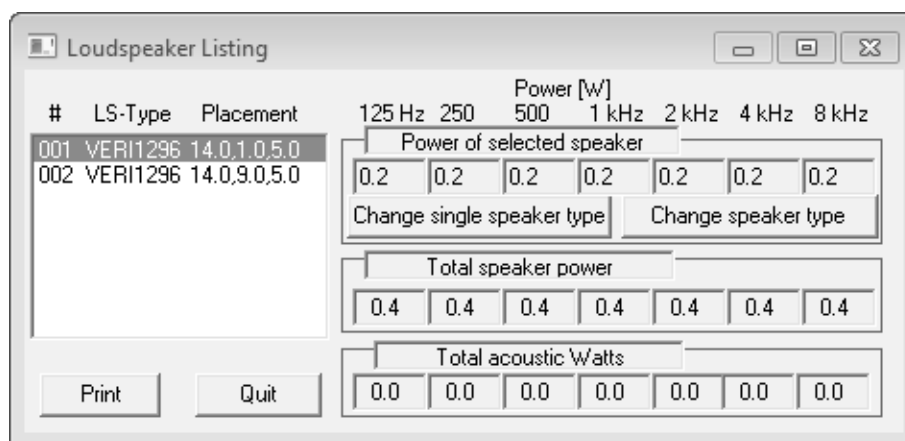 Loudspeaker Listing
Power [W]
# LS-Type Placement 125 Hz 250 500 1 kHz 2 kHz 4 kHz 8 kHz
001 VERI1296 14.0,1.0,5.0
002 VERI1296 14.0,9.0,5.0
Power of selected speaker
0.2 0.2 0.2 0.2 0.2 0.2 0.2
Change single speaker type Change speaker type
Total speaker power
0.4 0.4 0.4 0.4 0.4 0.4 0.4
Total acoustic Watts
0.0 0.0 0.0 0.0 0.0 0.0 0.0
Print Quit